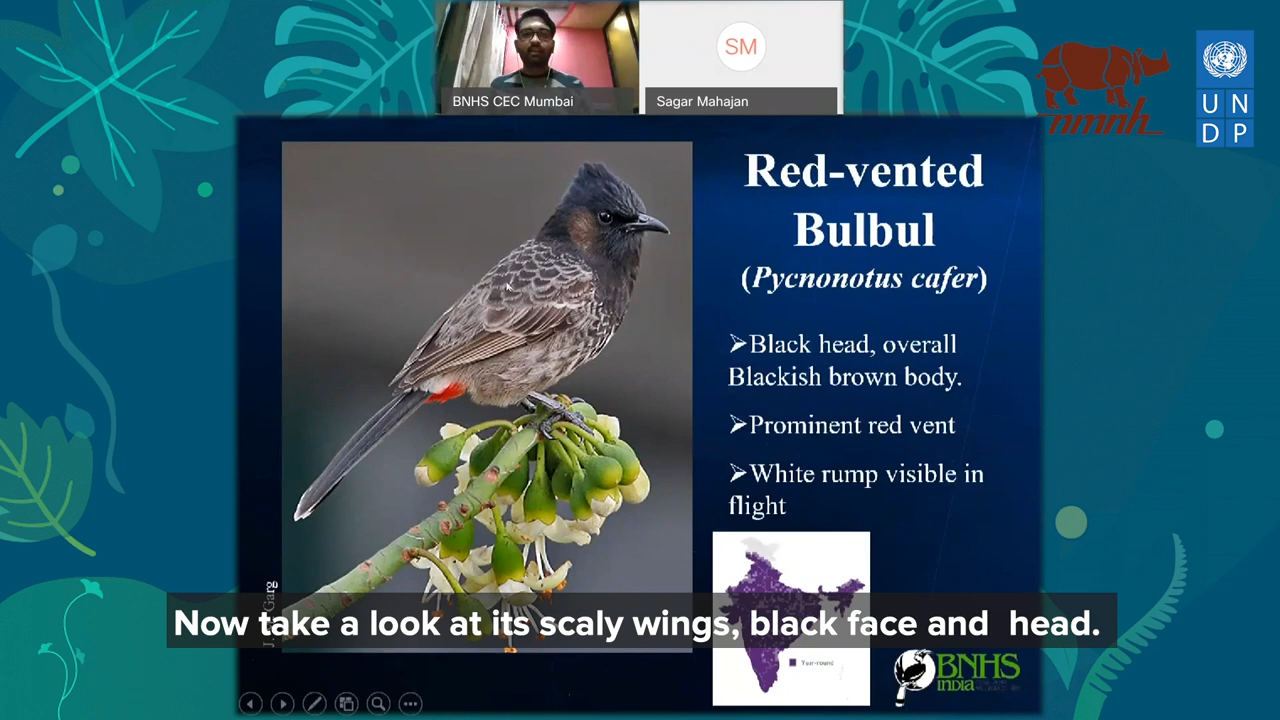 BNHS CEC Mumbai
SM
Sagar Mahajan
nmnh
U N
D P
Red-vented
Bulbul
(Pycnonotus cafer)
➢Black head, overall
Blackish brown body.
➢Prominent red vent
➢White rump visible in
flight
Garg
Year-round
Now take a look at its scaly wings, black face and head.
BNHS
INDIA